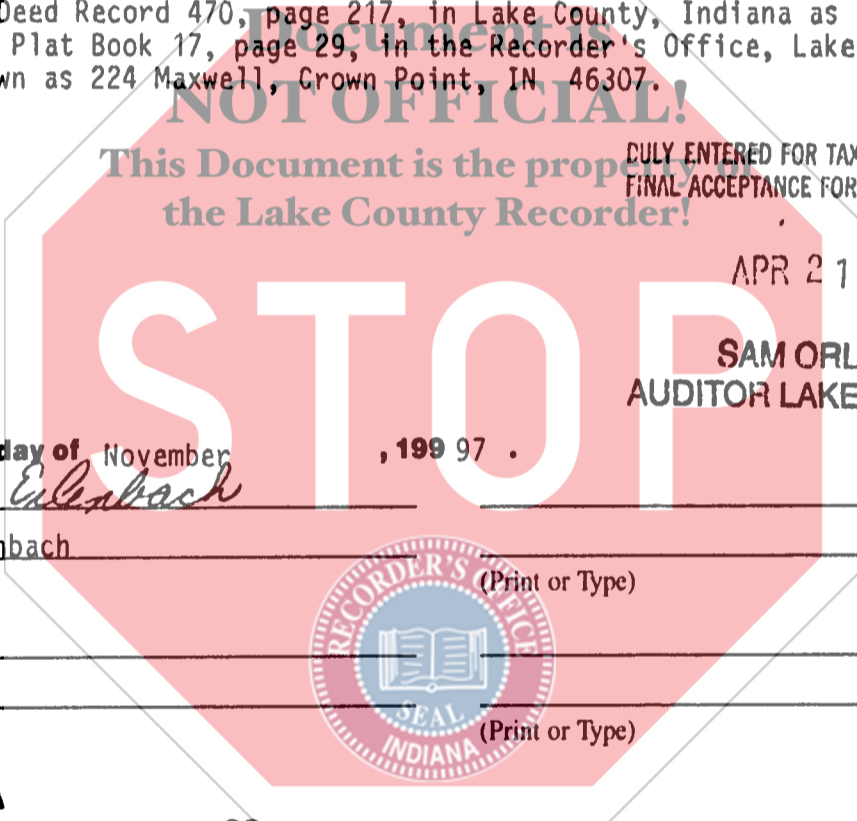 Deed Record 470, page 217, in Lake County, Indiana as
Plat Book 17, page 29, in the Recorder's Office, Lake
wn as 224 Maxwell, Crown Point, IN 46307.
Document is
NOT OFFICIAL!
This Document is the property of
the Lake County Recorder!
DULY ENTERED FOR TAX
FINAL ACCEPTANCE FOR
APR 21
SAM ORL
AUDITOR LAKE
STOP
day of November , 199 97 .
Eilenbach
nbach
(Print or Type)
RECORDER'S OFFICE
SEAL
INDIANA
(Print or Type)